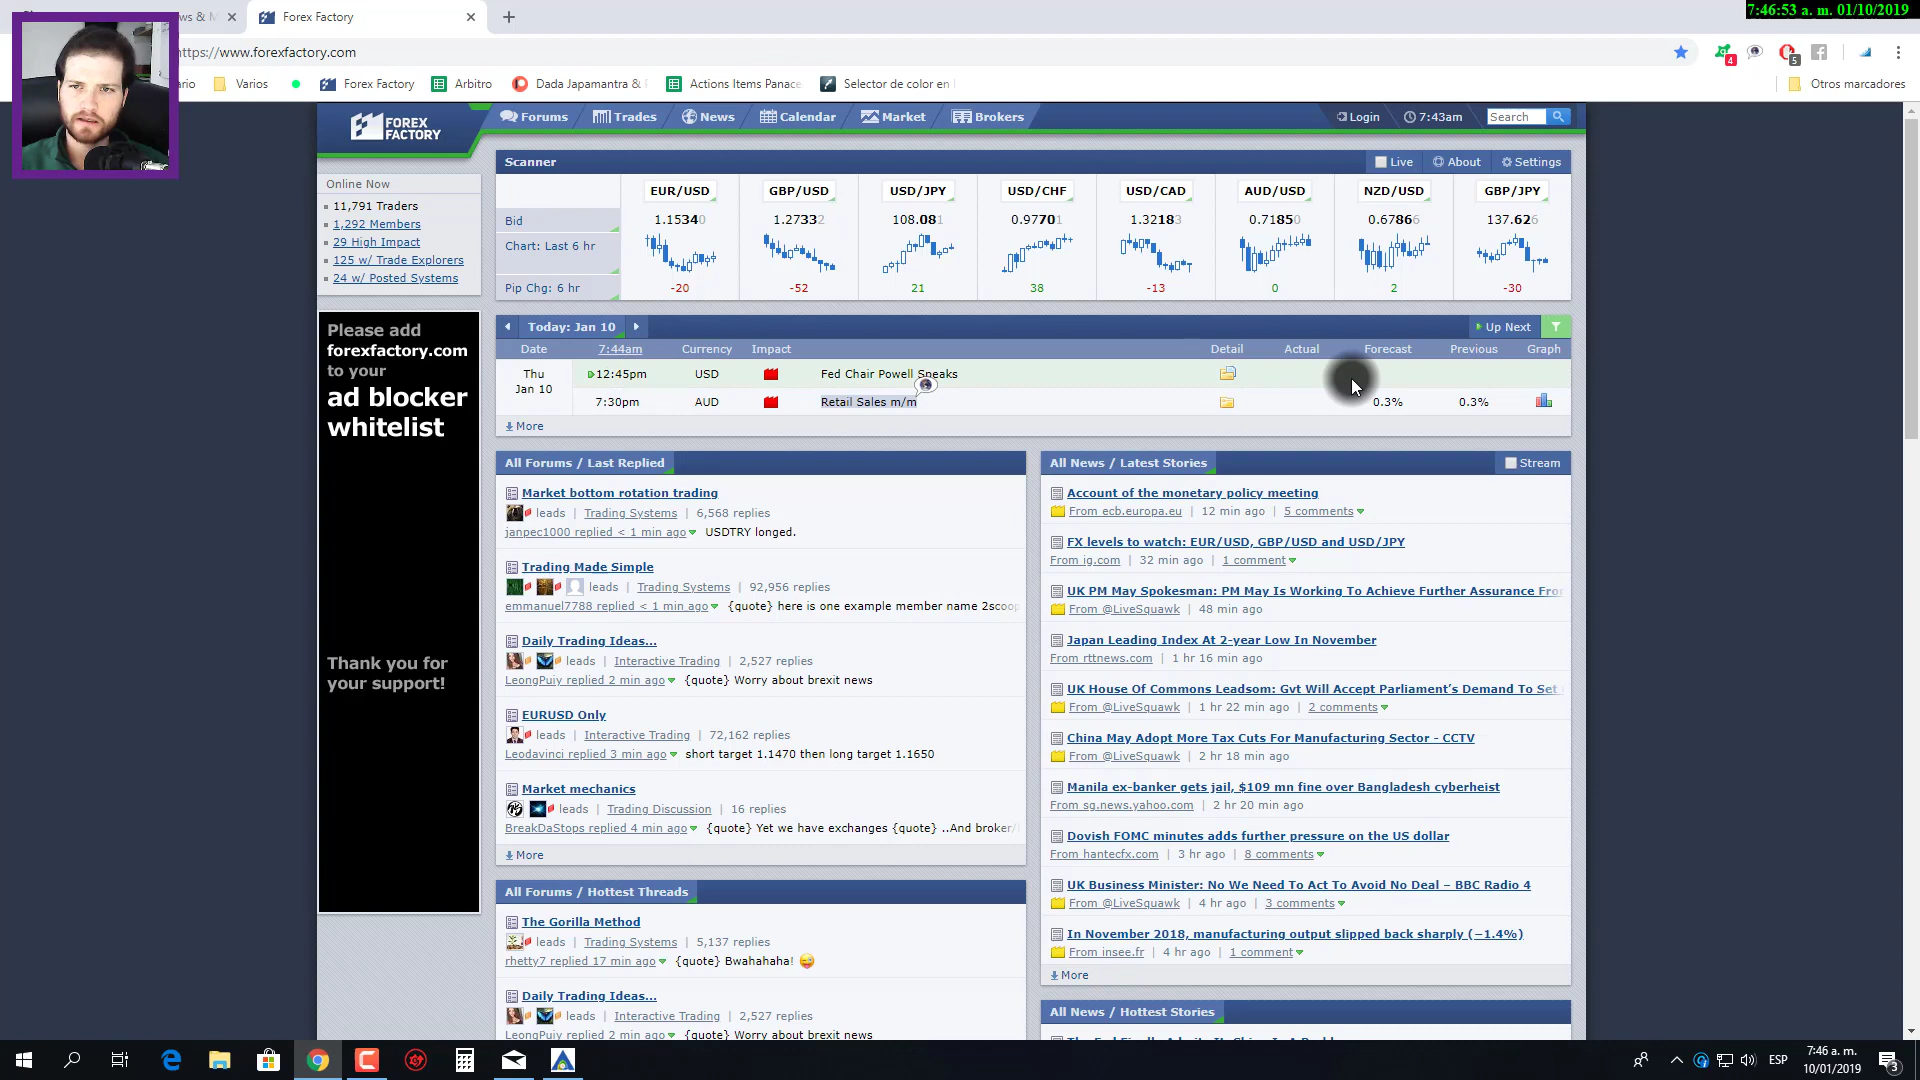 ws & M
Forex Factory
7:46:53 a. m. 01/10/2019
https://www.forexfactory.com
4
5
ario
Varios
Forex Factory
Arbitro
Dada Japamantra &
Actions Items Panace
Selector de color en
Otros marcadores
FOREX
FACTORY
Forums
Trades
News
Calendar
Market
Brokers
Login
7:43am
Search
Online Now
11,791 Traders
1,292 Members
29 High Impact
125 w/ Trade Explorers
24 w/ Posted Systems
Please add
forexfactory.com
to your
ad blocker
whitelist
Thank you for
your support!
Scanner
Live
About
Settings
EUR/USD GBP/USD USD/JPY USD/CHF USD/CAD AUD/USD NZD/USD GBP/JPY
Bid 1.15340 1.27332 108.081 0.97701 1.32183 0.71850 0.67866 137.626
Chart: Last 6 hr
Pip Chg: 6 hr -20 -52 21 38 -13 0 2 -30
Today: Jan 10
Up Next
Date 7:44am Currency Impact Detail Actual Forecast Previous Graph
Thu
Jan 10
12:45pm USD Fed Chair Powell Speaks
7:30pm AUD Retail Sales m/m 0.3% 0.3%
More
All Forums / Last Replied
Market bottom rotation trading
leads | Trading Systems | 6,568 replies
janpec1000 replied < 1 min ago USDTRY longed.
Trading Made Simple
leads | Trading Systems | 92,956 replies
emmanuel7788 replied < 1 min ago {quote} here is one example member name 2scoop
Daily Trading Ideas...
leads | Interactive Trading | 2,527 replies
LeongPuiy replied 2 min ago {quote} Worry about brexit news
EURUSD Only
leads | Interactive Trading | 72,162 replies
Leodavinci replied 3 min ago short target 1.1470 then long target 1.1650
Market mechanics
leads | Trading Discussion | 16 replies
BreakDaStops replied 4 min ago {quote} Yet we have exchanges {quote} ..And broker/
More
All Forums / Hottest Threads
The Gorilla Method
leads | Trading Systems | 5,137 replies
rhetty7 replied 17 min ago {quote} Bwahahaha!
Daily Trading Ideas...
leads | Interactive Trading | 2,527 replies
LeongPuiy replied 2 min ago {quote} Worry about brexit news
All News / Latest Stories
Stream
Account of the monetary policy meeting
From ecb.europa.eu | 12 min ago | 5 comments
FX levels to watch: EUR/USD, GBP/USD and USD/JPY
From ig.com | 32 min ago | 1 comment
UK PM May Spokesman: PM May Is Working To Achieve Further Assurance Fro
From @LiveSquawk | 48 min ago
Japan Leading Index At 2-year Low In November
From rttnews.com | 1 hr 16 min ago
UK House Of Commons Leadsom: Gvt Will Accept Parliament's Demand To Set
From @LiveSquawk | 1 hr 22 min ago | 2 comments
China May Adopt More Tax Cuts For Manufacturing Sector - CCTV
From @LiveSquawk | 2 hr 18 min ago
Manila ex-banker gets jail, $109 mn fine over Bangladesh cyberheist
From sg.news.yahoo.com | 2 hr 20 min ago
Dovish FOMC minutes adds further pressure on the US dollar
From hantecfx.com | 3 hr ago | 8 comments
UK Business Minister: No We Need To Act To Avoid No Deal – BBC Radio 4
From @LiveSquawk | 4 hr ago | 3 comments
In November 2018, manufacturing output slipped back sharply (−1.4%)
From insee.fr | 4 hr ago | 1 comment
More
All News / Hottest Stories
ESP
7:46 a. m.
10/01/2019
3